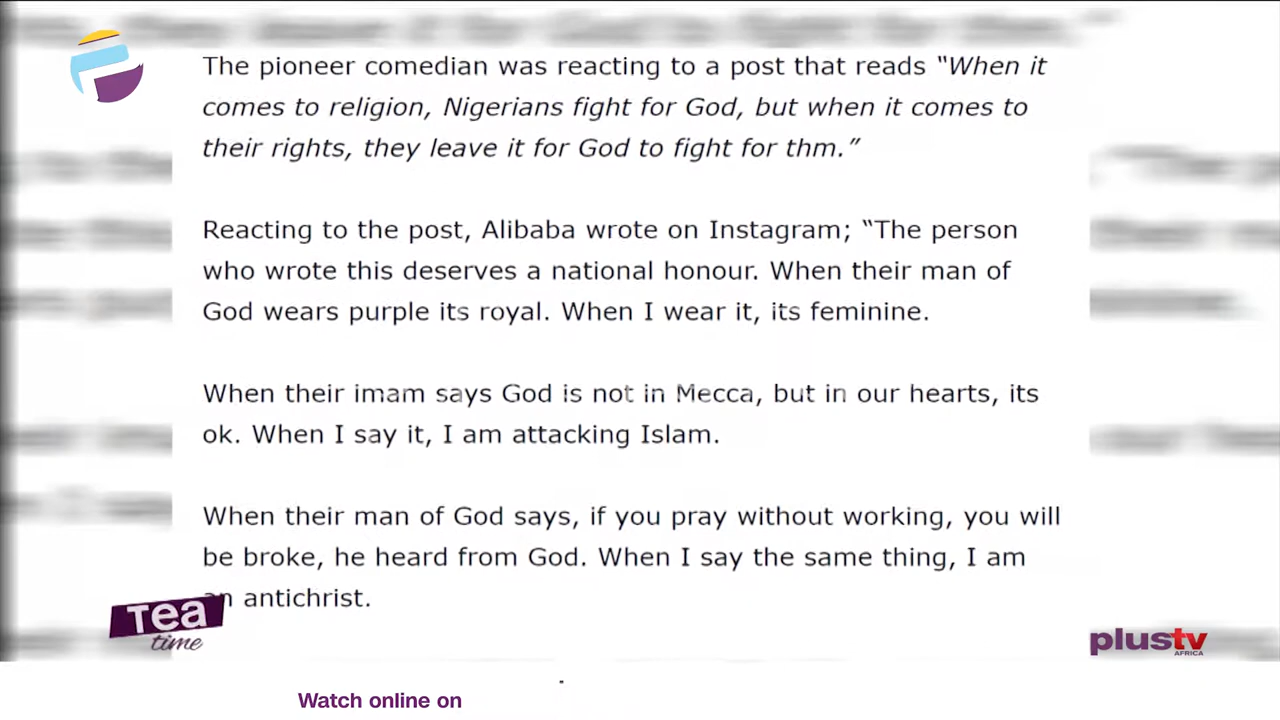 The pioneer comedian was reacting to a post that reads “When it
comes to religion, Nigerians fight for God, but when it comes to
their rights, they leave it for God to fight for thm.”
Reacting to the post, Alibaba wrote on Instagram; “The person
who wrote this deserves a national honour. When their man of
God wears purple its royal. When I wear it, its feminine.
When their imam says God is not in Mecca, but in our hearts, its
ok. When I say it, I am attacking Islam.
When their man of God says, if you pray without working, you will
be broke, he heard from God. When I say the same thing, I am
an antichrist.
Tea
time
plustv
AFRICA
Watch online on